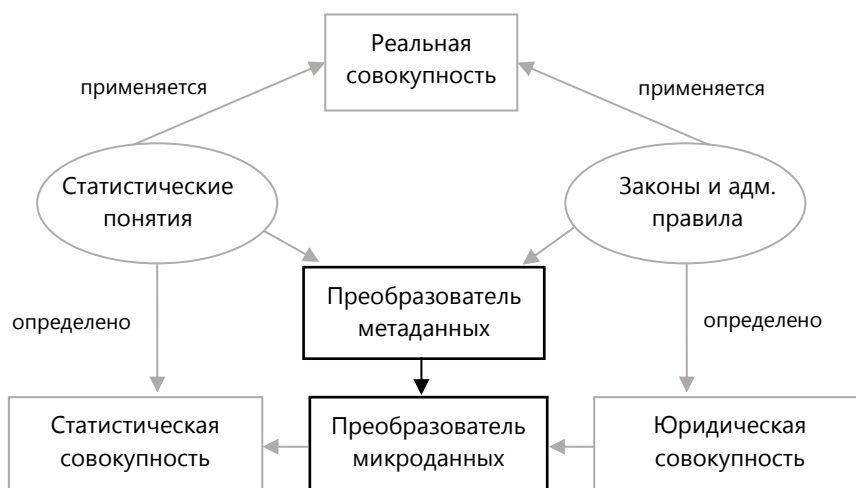 Реальная
совокупность
применяется
применяется
Статистические
понятия
Законы и адм.
правила
Преобразователь
метаданных
определено
определено
Статистическая
совокупность
Преобразователь
микроданных
Юридическая
совокупность